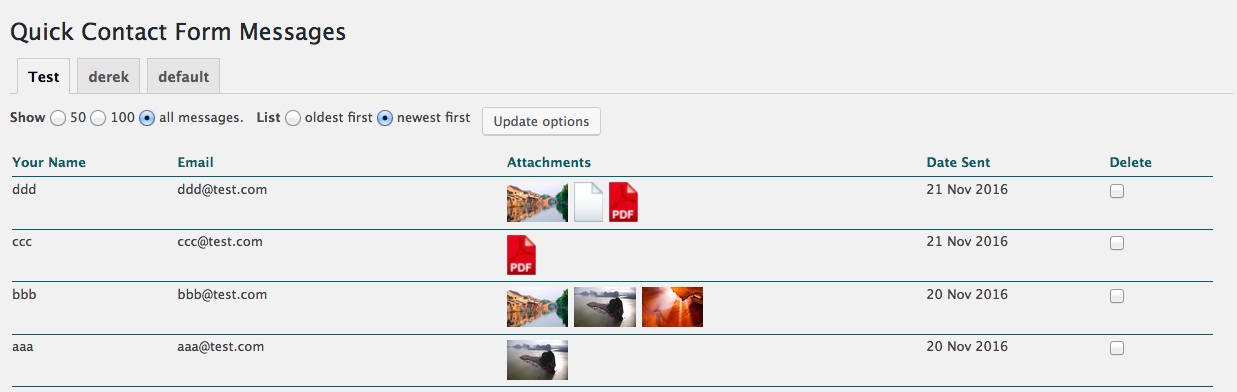 Quick Contact Form Messages
Test derek default
Show 50 100 all messages. List oldest first newest first Update options
Your Name Email Attachments Date Sent Delete
ddd ddd@test.com PDF 21 Nov 2016
ccc ccc@test.com PDF 21 Nov 2016
bbb bbb@test.com 20 Nov 2016
aaa aaa@test.com 20 Nov 2016